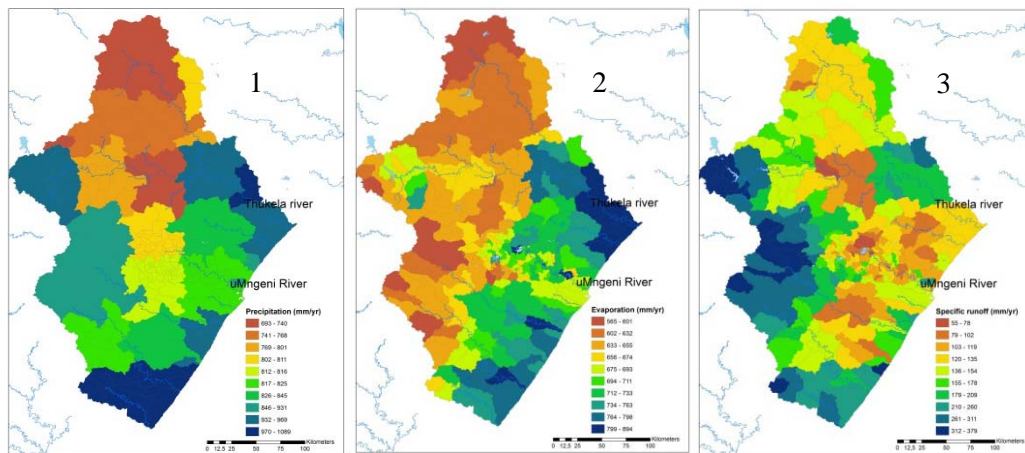 1
Thukela river
uMngeni River
Precipitation (mm/yr)
693 - 740
741 - 768
769 - 801
802 - 811
812 - 816
817 - 825
826 - 845
846 - 931
932 - 969
970 - 1089
Kilometers
0 12.5 25 50 75 100
2
Thukela river
uMngeni River
Evaporation (mm/yr)
565 - 601
602 - 632
633 - 655
656 - 674
675 - 693
694 - 711
712 - 733
734 - 763
764 - 798
799 - 894
Kilometers
0 12.5 25 50 75 100
3
Thukela river
uMngeni River
Specific runoff (mm/yr)
55 - 78
79 - 102
103 - 119
120 - 135
136 - 154
155 - 178
179 - 209
210 - 260
261 - 311
312 - 379
Kilometers
0 12.5 25 50 75 100